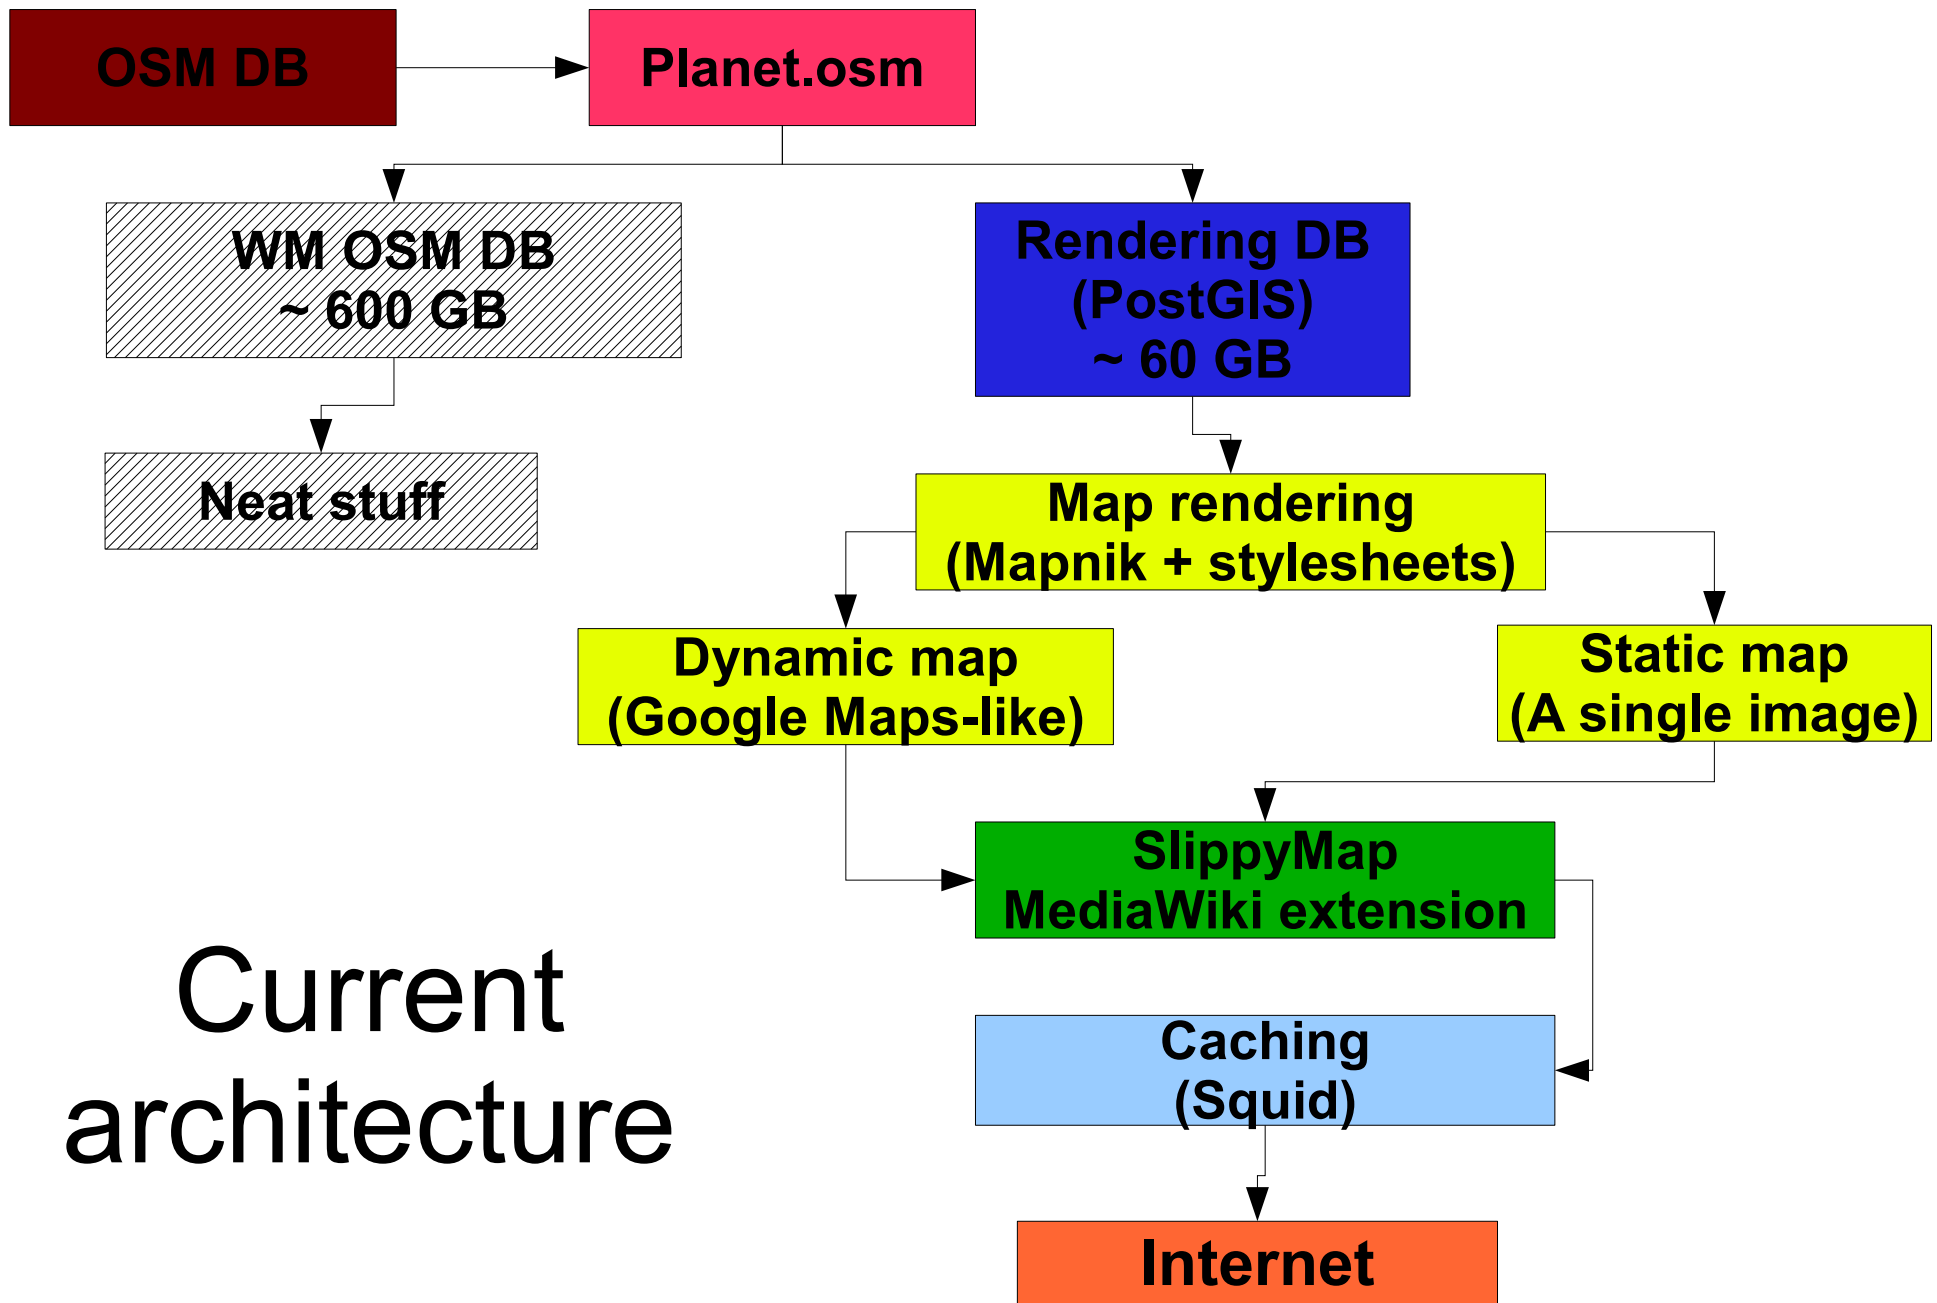 OSM DB
Planet.osm
WM OSM DB
~ 600 GB
Rendering DB
(PostGIS)
~ 60 GB
Neat stuff
Map rendering
(Mapnik + stylesheets)
Dynamic map
(Google Maps-like)
Static map
(A single image)
SlippyMap
MediaWiki extension
Current
architecture
Caching
(Squid)
Internet